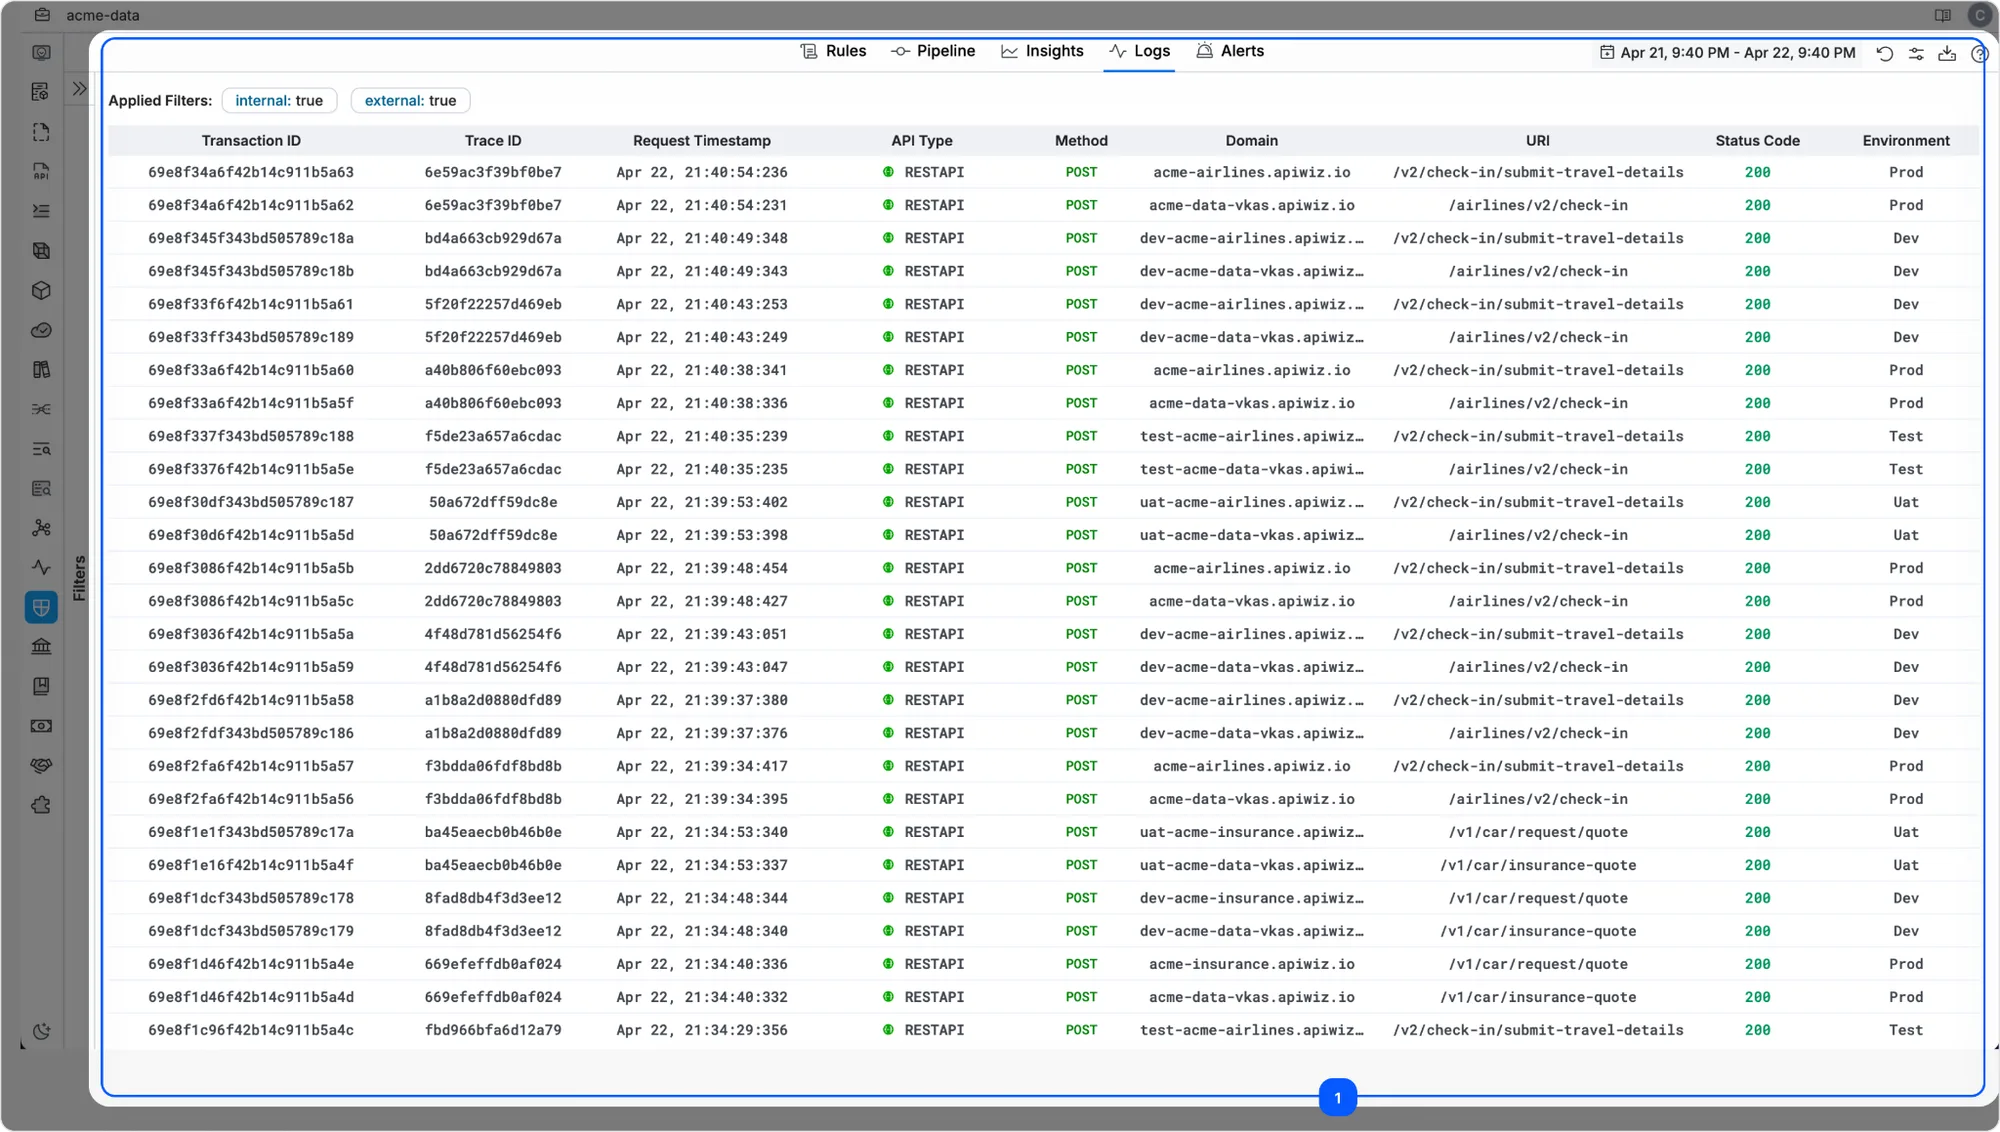 acme-data
C
Rules Pipeline Insights Logs Alerts Apr 21, 9:40 PM - Apr 22, 9:40 PM
Applied Filters: internal: true external: true
Transaction ID Trace ID Request Timestamp API Type Method Domain URI Status Code Environment
69e8f34a6f42b14c911b5a63 6e59ac3f39bf0be7 Apr 22, 21:40:54:236 RESTAPI POST acme-airlines.apiwiz.io /v2/check-in/submit-travel-details 200 Prod
69e8f34a6f42b14c911b5a62 6e59ac3f39bf0be7 Apr 22, 21:40:54:231 RESTAPI POST acme-data-vkas.apiwiz.io /airlines/v2/check-in 200 Prod
69e8f345f343bd505789c18a bd4a663cb929d67a Apr 22, 21:40:49:348 RESTAPI POST dev-acme-airlines.apiwiz.… /v2/check-in/submit-travel-details 200 Dev
69e8f345f343bd505789c18b bd4a663cb929d67a Apr 22, 21:40:49:343 RESTAPI POST dev-acme-data-vkas.apiwiz… /airlines/v2/check-in 200 Dev
69e8f33f6f42b14c911b5a61 5f20f22257d469eb Apr 22, 21:40:43:253 RESTAPI POST dev-acme-airlines.apiwiz.… /v2/check-in/submit-travel-details 200 Dev
69e8f33ff343bd505789c189 5f20f22257d469eb Apr 22, 21:40:43:249 RESTAPI POST dev-acme-data-vkas.apiwiz… /airlines/v2/check-in 200 Dev
69e8f33a6f42b14c911b5a60 a40b806f60ebc093 Apr 22, 21:40:38:341 RESTAPI POST acme-airlines.apiwiz.io /v2/check-in/submit-travel-details 200 Prod
69e8f33a6f42b14c911b5a5f a40b806f60ebc093 Apr 22, 21:40:38:336 RESTAPI POST acme-data-vkas.apiwiz.io /airlines/v2/check-in 200 Prod
69e8f337f343bd505789c188 f5de23a657a6cdac Apr 22, 21:40:35:239 RESTAPI POST test-acme-airlines.apiwiz… /v2/check-in/submit-travel-details 200 Test
69e8f3376f42b14c911b5a5e f5de23a657a6cdac Apr 22, 21:40:35:235 RESTAPI POST test-acme-data-vkas.apiwi… /airlines/v2/check-in 200 Test
69e8f30df343bd505789c187 50a672dff59dc8e Apr 22, 21:39:53:402 RESTAPI POST uat-acme-airlines.apiwiz.… /v2/check-in/submit-travel-details 200 Uat
69e8f30d6f42b14c911b5a5d 50a672dff59dc8e Apr 22, 21:39:53:398 RESTAPI POST uat-acme-data-vkas.apiwiz… /airlines/v2/check-in 200 Uat
69e8f3086f42b14c911b5a5b 2dd6720c78849803 Apr 22, 21:39:48:454 RESTAPI POST acme-airlines.apiwiz.io /v2/check-in/submit-travel-details 200 Prod
69e8f3086f42b14c911b5a5c 2dd6720c78849803 Apr 22, 21:39:48:427 RESTAPI POST acme-data-vkas.apiwiz.io /airlines/v2/check-in 200 Prod
69e8f3036f42b14c911b5a5a 4f48d781d56254f6 Apr 22, 21:39:43:051 RESTAPI POST dev-acme-airlines.apiwiz.… /v2/check-in/submit-travel-details 200 Dev
69e8f3036f42b14c911b5a59 4f48d781d56254f6 Apr 22, 21:39:43:047 RESTAPI POST dev-acme-data-vkas.apiwiz… /airlines/v2/check-in 200 Dev
69e8f2fd6f42b14c911b5a58 a1b8a2d0880dfd89 Apr 22, 21:39:37:380 RESTAPI POST dev-acme-airlines.apiwiz.… /v2/check-in/submit-travel-details 200 Dev
69e8f2fdf343bd505789c186 a1b8a2d0880dfd89 Apr 22, 21:39:37:376 RESTAPI POST dev-acme-data-vkas.apiwiz… /airlines/v2/check-in 200 Dev
69e8f2fa6f42b14c911b5a57 f3bdda06fdf8bd8b Apr 22, 21:39:34:417 RESTAPI POST acme-airlines.apiwiz.io /v2/check-in/submit-travel-details 200 Prod
69e8f2fa6f42b14c911b5a56 f3bdda06fdf8bd8b Apr 22, 21:39:34:395 RESTAPI POST acme-data-vkas.apiwiz.io /airlines/v2/check-in 200 Prod
69e8f1e1f343bd505789c17a ba45eaecb0b46b0e Apr 22, 21:34:53:340 RESTAPI POST uat-acme-insurance.apiwiz… /v1/car/request/quote 200 Uat
69e8f1e16f42b14c911b5a4f ba45eaecb0b46b0e Apr 22, 21:34:53:337 RESTAPI POST uat-acme-data-vkas.apiwiz… /v1/car/insurance-quote 200 Uat
69e8f1dcf343bd505789c178 8fad8db4f3d3ee12 Apr 22, 21:34:48:344 RESTAPI POST dev-acme-insurance.apiwiz… /v1/car/request/quote 200 Dev
69e8f1dcf343bd505789c179 8fad8db4f3d3ee12 Apr 22, 21:34:48:340 RESTAPI POST dev-acme-data-vkas.apiwiz… /v1/car/insurance-quote 200 Dev
69e8f1d46f42b14c911b5a4e 669efeffdb0af024 Apr 22, 21:34:40:336 RESTAPI POST acme-insurance.apiwiz.io /v1/car/request/quote 200 Prod
69e8f1d46f42b14c911b5a4d 669efeffdb0af024 Apr 22, 21:34:40:332 RESTAPI POST acme-data-vkas.apiwiz.io /v1/car/insurance-quote 200 Prod
69e8f1c96f42b14c911b5a4c fbd966bfa6d12a79 Apr 22, 21:34:29:356 RESTAPI POST test-acme-airlines.apiwiz… /v2/check-in/submit-travel-details 200 Test
Filters
API
1